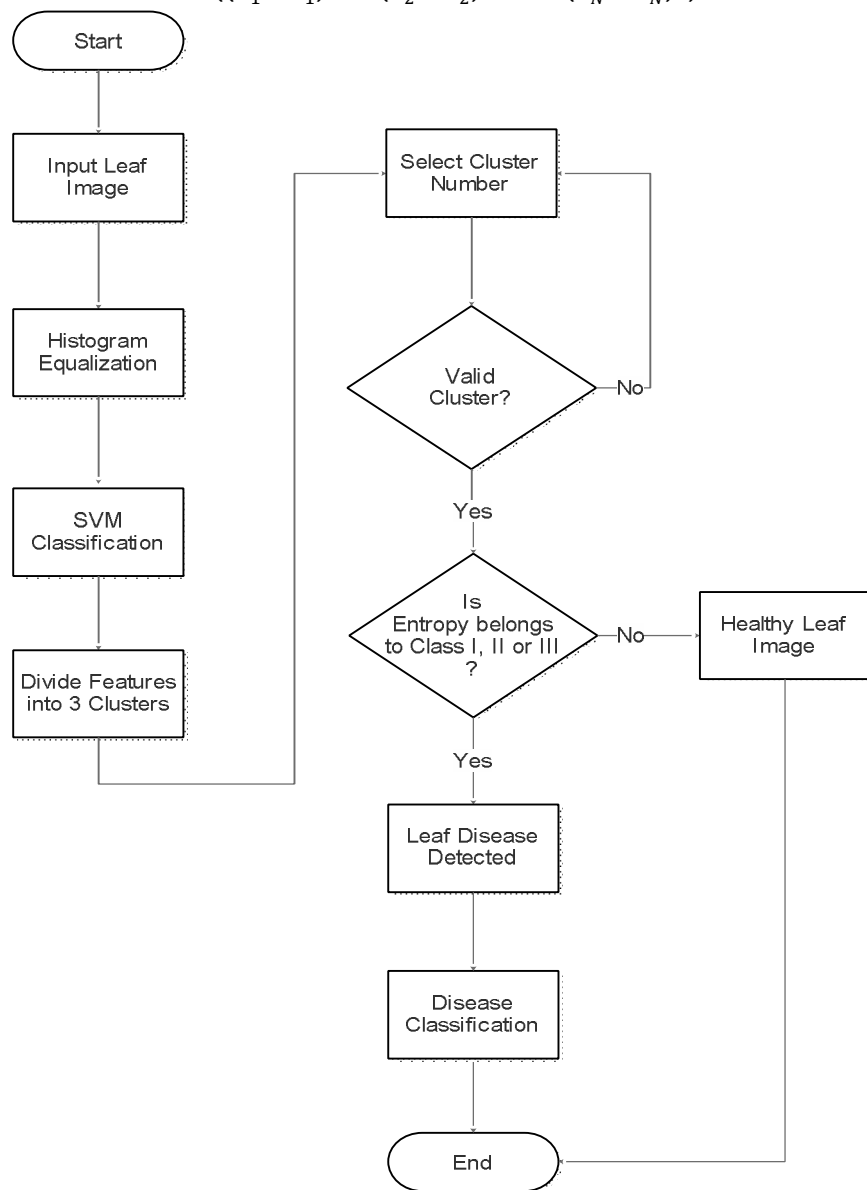 Start
Input Leaf
Image
Histogram
Equalization
SVM
Classification
Divide Features
into 3 Clusters
Select Cluster
Number
Valid
Cluster?
No
Yes
Is
Entropy belongs
to Class I, II or III
?
No
Healthy Leaf
Image
Yes
Leaf Disease
Detected
Disease
Classification
End